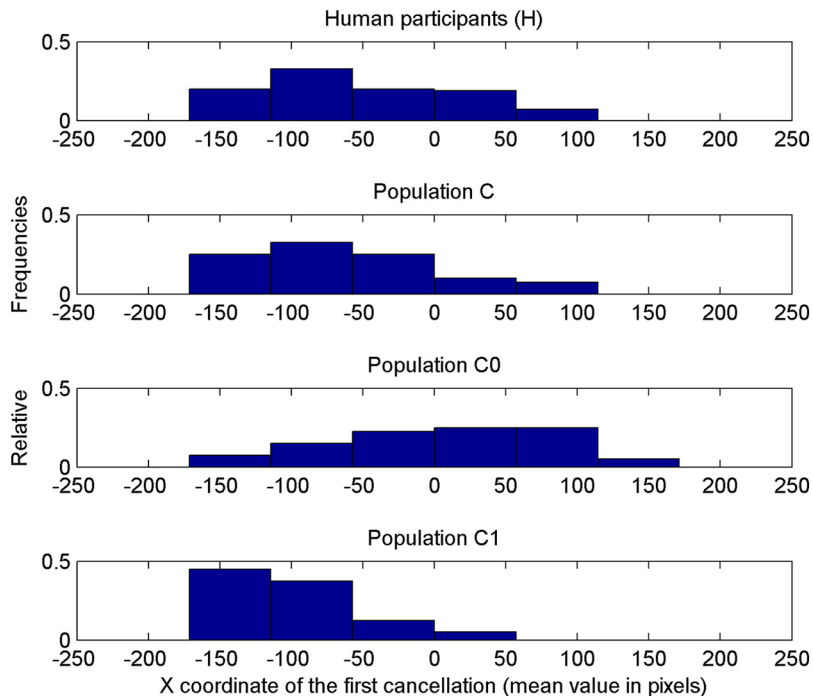 Human participants (H)
0.5
0
-250 -200 -150 -100 -50 0 50 100 150 200 250
Population C
0.5
0
-250 -200 -150 -100 -50 0 50 100 150 200 250
Population C0
0.5
0
-250 -200 -150 -100 -50 0 50 100 150 200 250
Population C1
0.5
0
-250 -200 -150 -100 -50 0 50 100 150 200 250
X coordinate of the first cancellation (mean value in pixels)
Relative Frequencies